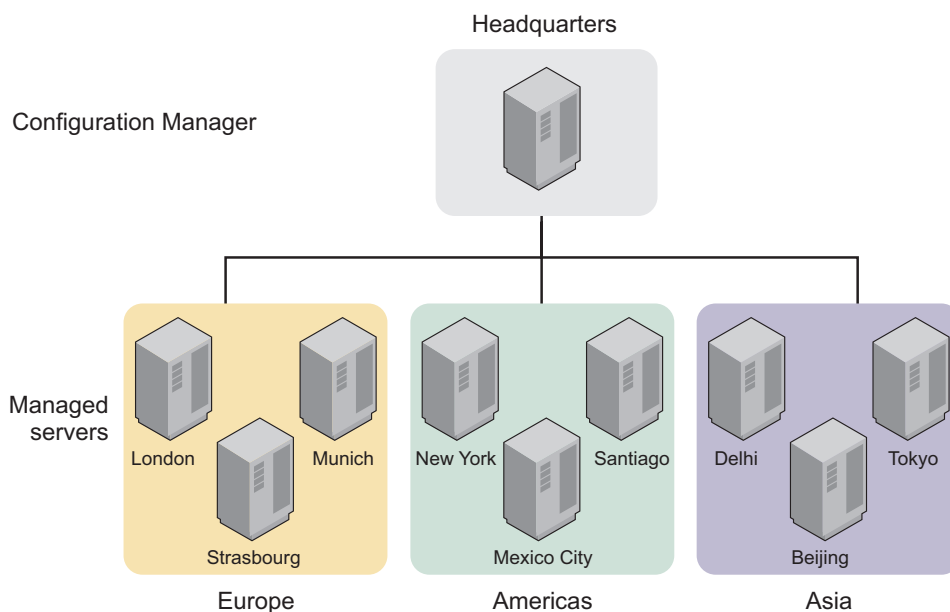 Headquarters
Configuration Manager
Managed
servers
London
Munich
Strasbourg
New York
Santiago
Mexico City
Delhi
Tokyo
Beijing
Europe
Americas
Asia